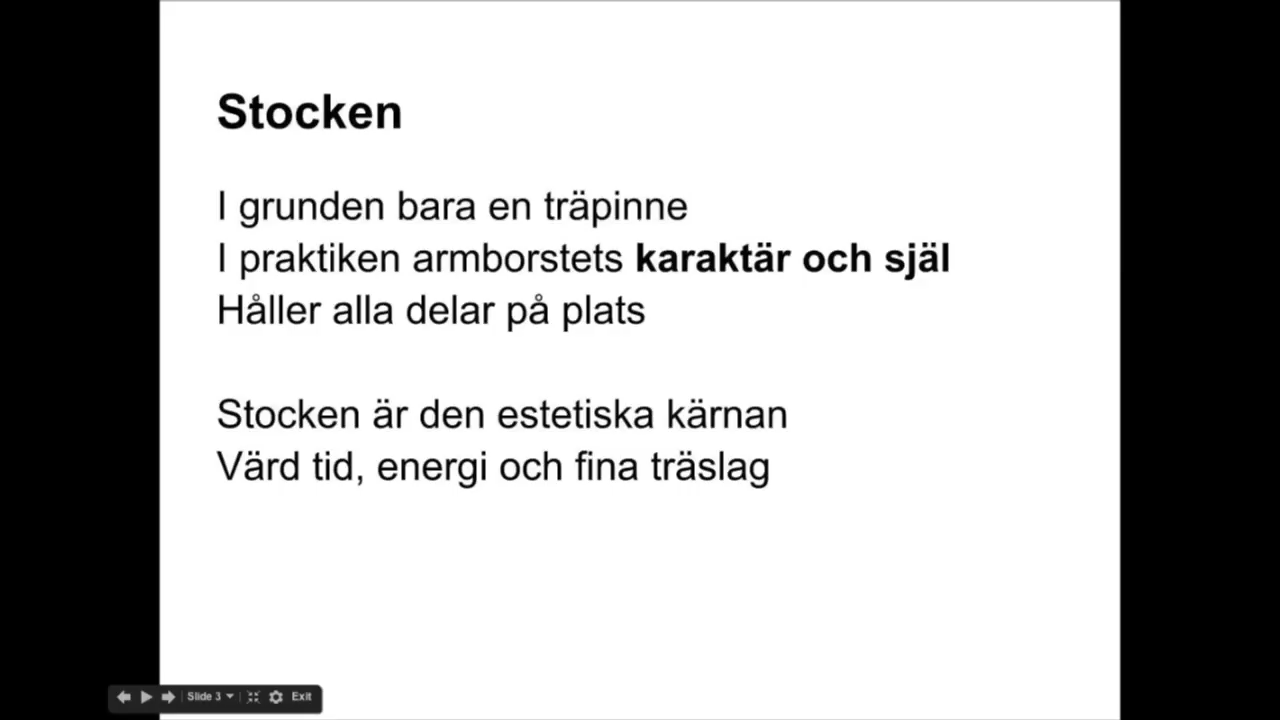 Stocken
I grunden bara en träpinne
I praktiken armborstets karaktär och själ
Håller alla delar på plats
Stocken är den estetiska kärnan
Värd tid, energi och fina träslag
Slide 3
Exit